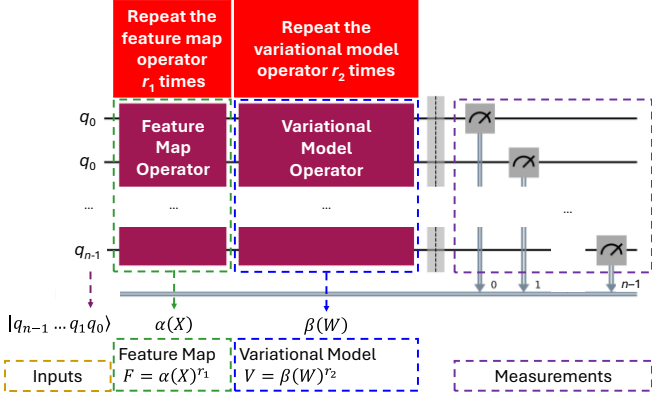 Repeat the
feature map
operator
r₁ times
Repeat the
variational model
operator r₂ times
q₀
Feature
Map
Operator
Variational
Model
Operator
q₀
... ... ... ...
qₙ₋₁
0 1 n–1
|qₙ₋₁ … q₁q₀⟩ α(X) β(W)
Inputs
Feature Map
F = α(X)^r₁
Variational Model
V = β(W)^r₂
Measurements